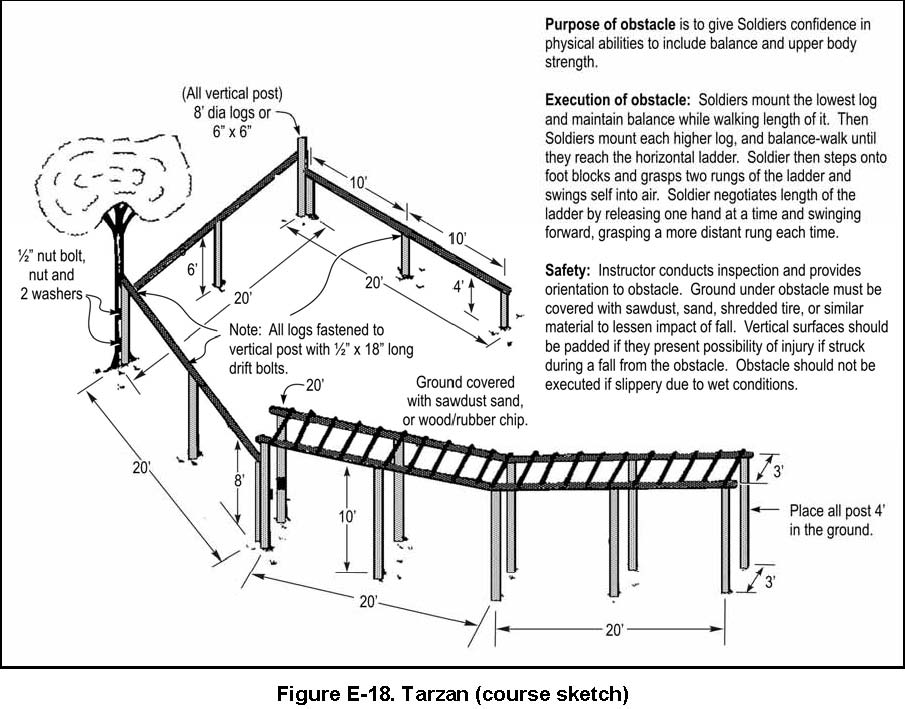 Purpose of obstacle is to give Soldiers confidence in
physical abilities to include balance and upper body
strength.
Execution of obstacle: Soldiers mount the lowest log
and maintain balance while walking length of it. Then
Soldiers mount each higher log, and balance-walk until
they reach the horizontal ladder. Soldier then steps onto
foot blocks and grasps two rungs of the ladder and
swings self into air. Soldier negotiates length of the
ladder by releasing one hand at a time and swinging
forward, grasping a more distant rung each time.
Safety: Instructor conducts inspection and provides
orientation to obstacle. Ground under obstacle must be
covered with sawdust, sand, shredded tire, or similar
material to lessen impact of fall. Vertical surfaces should
be padded if they present possibility of injury if struck
during a fall from the obstacle. Obstacle should not be
executed if slippery due to wet conditions.
(All vertical post)
8' dia logs or
6" x 6"
10'
10'
6'
4'
20'
20'
½" nut bolt,
nut and
2 washers
Note: All logs fastened to
vertical post with ½" x 18" long
drift bolts.
20'
Ground covered
with sawdust sand,
or wood/rubber chip.
20'
8'
10'
3'
Place all post 4'
in the ground.
3'
20'
20'
Figure E-18. Tarzan (course sketch)